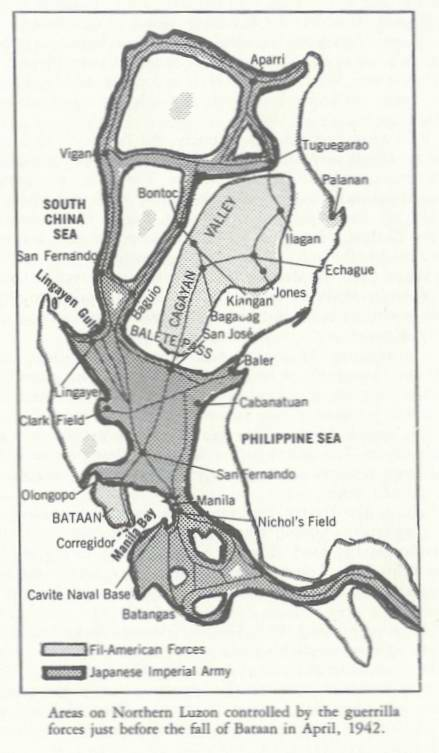 Aparri
Vigan
Tuguegarao
Palanan
Bontoc
SOUTH
CHINA
SEA
VALLEY
Ilagan
San Fernando
Echague
CAGAYAN
Jones
Kiangan
Lingayen Gulf
Baguio
Bagabag
BALETE PASS
San José
Baler
Lingayen
Cabanatuan
Clark Field
PHILIPPINE SEA
San Fernando
Olongopo
Manila
BATAAN
Nichol's Field
Corregidor
Manila Bay
Cavite Naval Base
Batangas
Fil-American Forces
Japanese Imperial Army
Areas on Northern Luzon controlled by the guerrilla
forces just before the fall of Bataan in April, 1942.